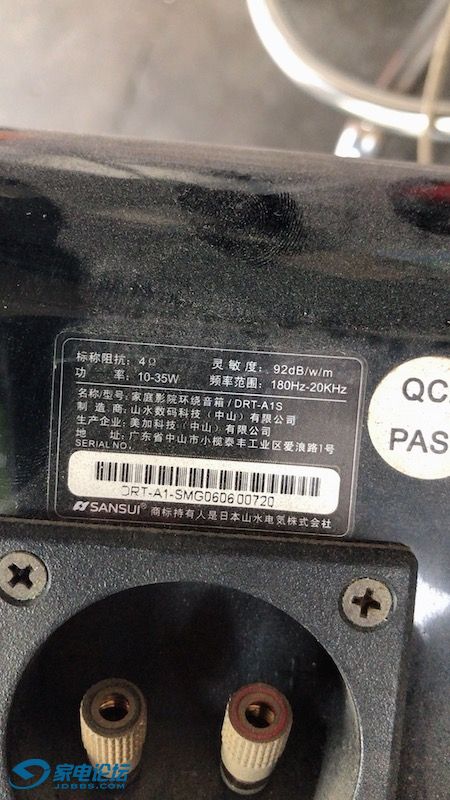 标称阻抗: 4Ω 灵敏度: 92dB/w/m
功 率: 10-35W 频率范围: 180Hz-20KHz
名称/型号: 家庭影院环绕音箱/DRT-A1S
制 造 商: 山水数码科技(中山)有限公司
生产企业: 美加科技(中山)有限公司
地 址: 广东省中山市小榄泰丰工业区爱浪路1号
SERIAL NO.
DRT-A1-SMG060600720
SANSUI® 商标持有人是日本山水电気株式会社
QC
PAS
家电论坛
JDBBS.COM